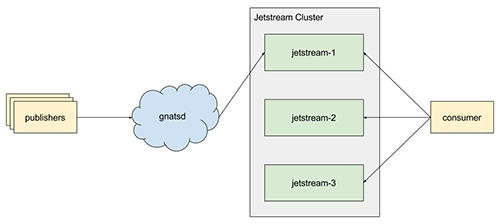 Jetstream Cluster
jetstream-1
publishers
gnatsd
jetstream-2
consumer
jetstream-3